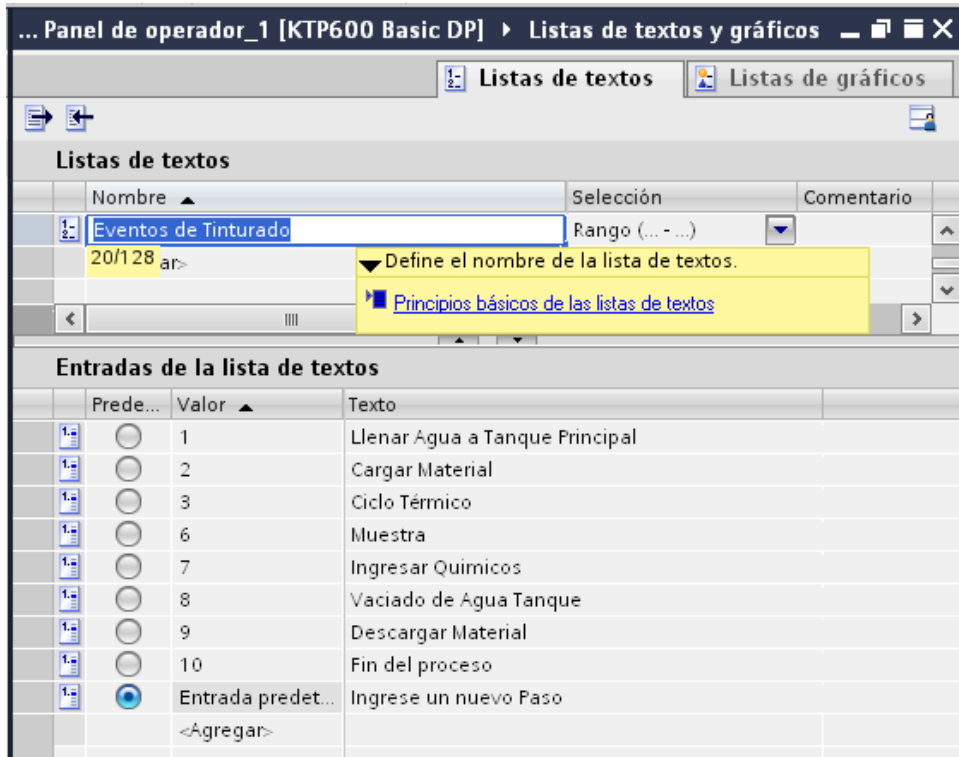 ... Panel de operador_1 [KTP600 Basic DP] ▸ Listas de textos y gráficos
Listas de textos
Listas de gráficos
Listas de textos
Nombre Selección Comentario
Eventos de Tinturado Rango (... - ...)
20/128 ar>
Define el nombre de la lista de textos.
Principios básicos de las listas de textos
Entradas de la lista de textos
Prede... Valor Texto
1 Llenar Agua a Tanque Principal
2 Cargar Material
3 Ciclo Térmico
6 Muestra
7 Ingresar Quimicos
8 Vaciado de Agua Tanque
9 Descargar Material
10 Fin del proceso
Entrada predet... Ingrese un nuevo Paso
<Agregar>